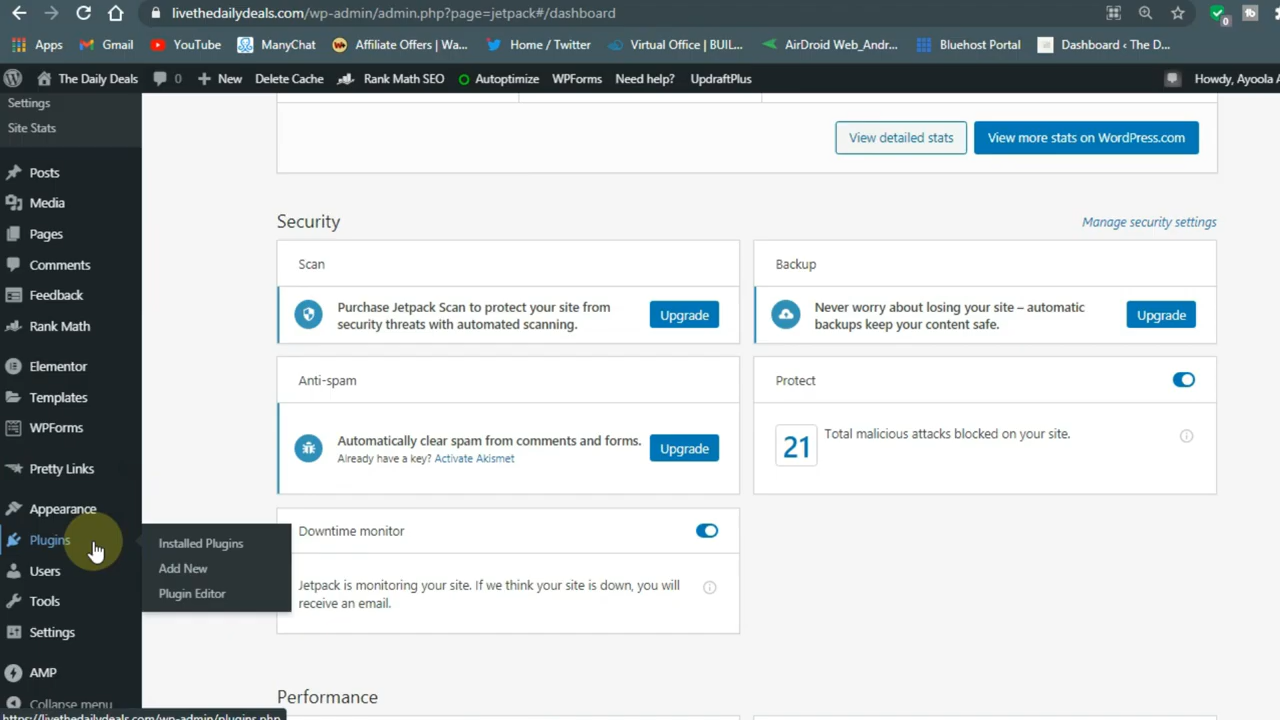 livethedailydeals.com/wp-admin/admin.php?page=jetpack#/dashboard
0
Apps
Gmail
YouTube
ManyChat
Affiliate Offers | Wa...
Home / Twitter
Virtual Office | BUIL...
AirDroid Web_Andr...
Bluehost Portal
Dashboard ‹ The D...
The Daily Deals
0
New
Delete Cache
Rank Math SEO
Autoptimize
WPForms
Need help?
UpdraftPlus
Howdy, Ayoola A
Settings
Site Stats
Posts
Media
Pages
Comments
Feedback
Rank Math
Elementor
Templates
WPForms
Pretty Links
Appearance
Plugins
Users
Tools
Settings
AMP
Collapse menu
Installed Plugins
Add New
Plugin Editor
View detailed stats
View more stats on WordPress.com
Security
Manage security settings
Scan
Purchase Jetpack Scan to protect your site from
security threats with automated scanning.
Upgrade
Backup
Never worry about losing your site – automatic
backups keep your content safe.
Upgrade
Anti-spam
Automatically clear spam from comments and forms.
Already have a key? Activate Akismet
Upgrade
Protect
21
Total malicious attacks blocked on your site.
Downtime monitor
Jetpack is monitoring your site. If we think your site is down, you will
receive an email.
Performance
https://livethedailydeals.com/wp-admin/plugins.php